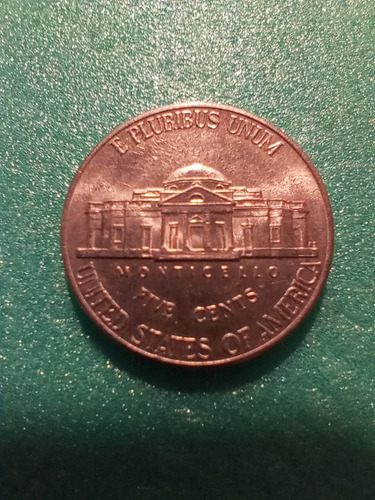 E PLURIBUS UNUM
MONTICELLO
FIVE CENTS
UNITED STATES OF AMERICA